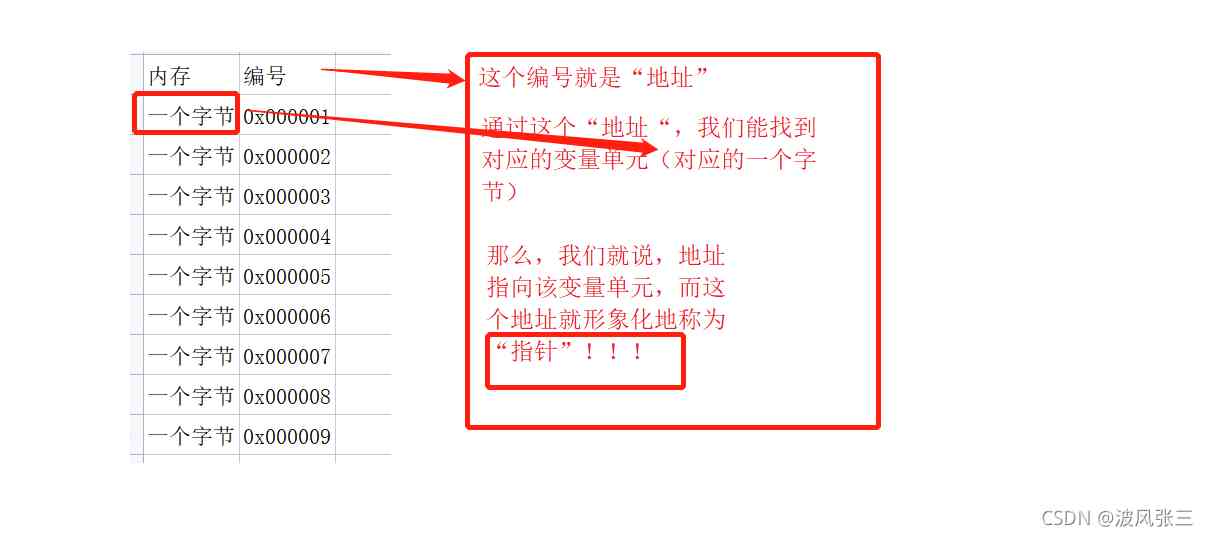 内存 编号
一个字节 0x000001
一个字节 0x000002
一个字节 0x000003
一个字节 0x000004
一个字节 0x000005
一个字节 0x000006
一个字节 0x000007
一个字节 0x000008
一个字节 0x000009
这个编号就是“地址”
通过这个“地址“，我们能找到
对应的变量单元（对应的一个字
节）
那么，我们就说，地址
指向该变量单元，而这
个地址就形象化地称为
“指针”！！！
CSDN @波风张三